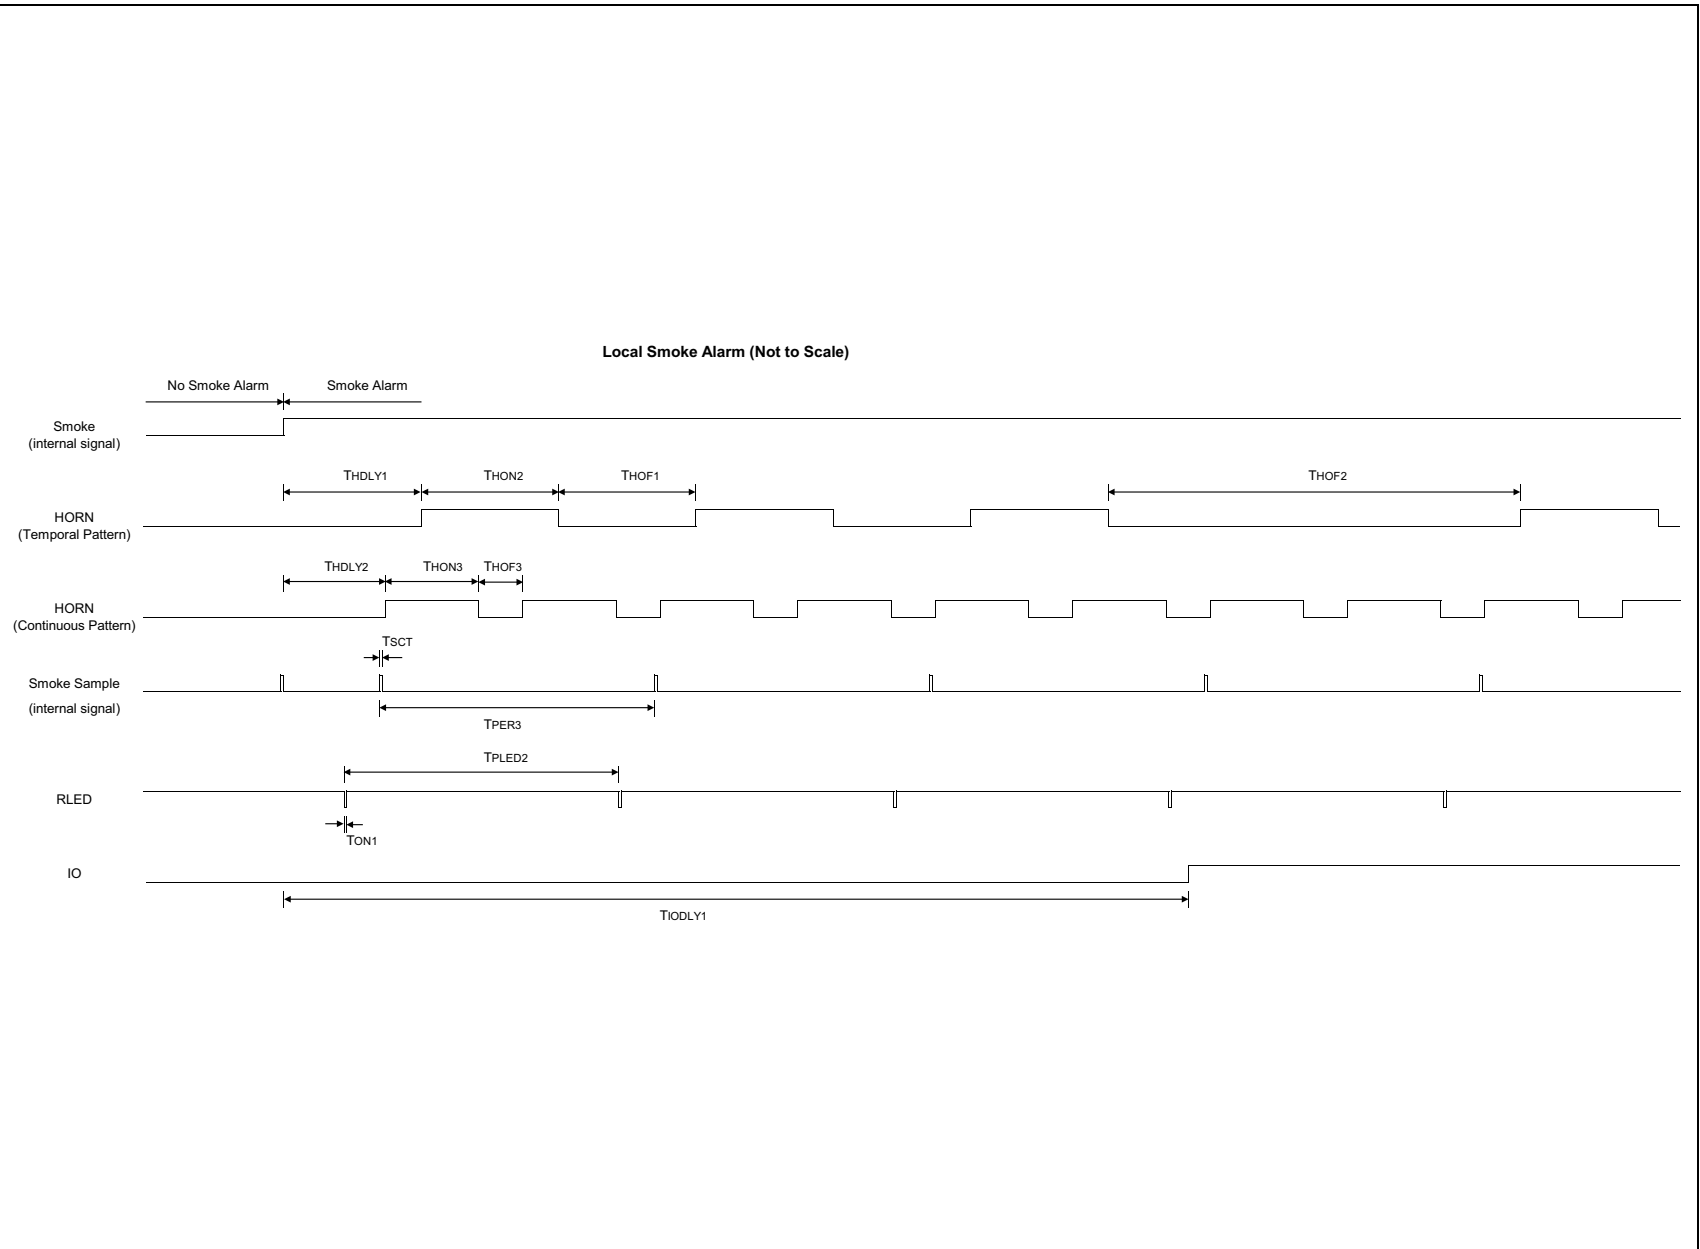 Local Smoke Alarm (Not to Scale)
No Smoke Alarm
Smoke Alarm
Smoke
(internal signal)
THDLY1
THON2
THOF1
THOF2
HORN
(Temporal Pattern)
THDLY2
THON3
THOF3
HORN
(Continuous Pattern)
TSCT
Smoke Sample
(internal signal)
TPER3
TPLED2
RLED
TON1
IO
TIODLY1